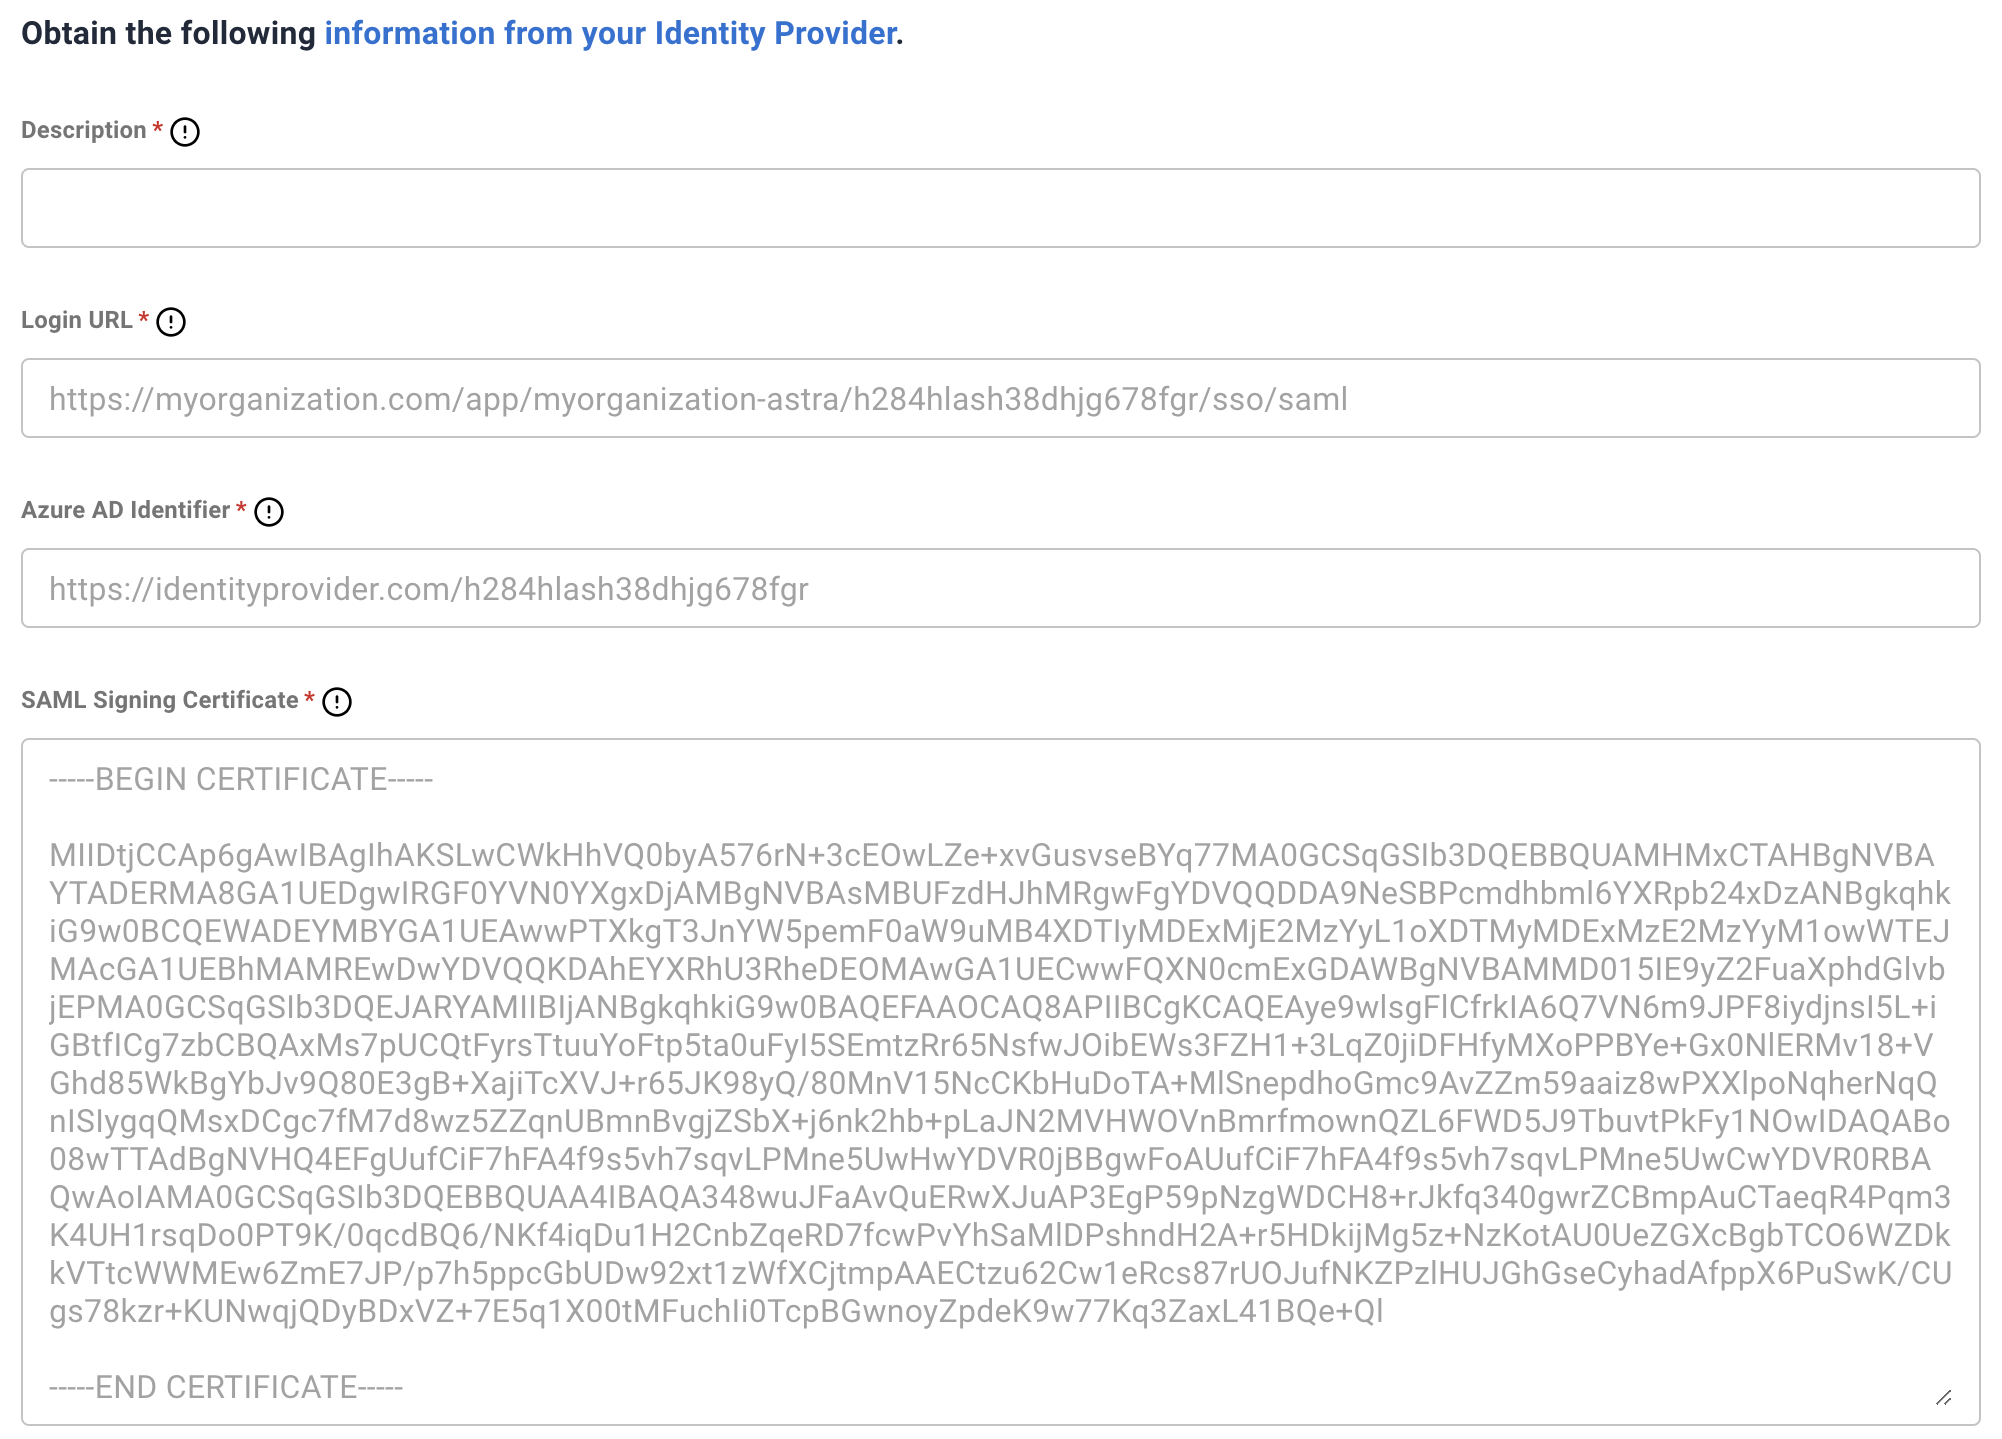 Obtain the following information from your Identity Provider.
Description *
Login URL *
https://myorganization.com/app/myorganization-astra/h284hlash38dhjg678fgr/sso/saml
Azure AD Identifier *
https://identityprovider.com/h284hlash38dhjg678fgr
SAML Signing Certificate *
-----BEGIN CERTIFICATE-----
MIIDtjCCAp6gAwIBAgIhAKSLwCWkHhVQ0byA576rN+3cEOwLZe+xvGusvseBYq77MA0GCSqGSIb3DQEBBQUAMHMxCTAHBgNVBA
YTADERMA8GA1UEDgwIRGF0YVN0YXgxDjAMBgNVBAsMBUFzdHJhMRgwFgYDVQQDDA9NeSBPcmdhbml6YXRpb24xDzANBgkqhk
iG9w0BCQEWADEYMBYGA1UEAwwPTXkgT3JnYW5pemF0aW9uMB4XDTIyMDExMjE2MzYyL1oXDTMyMDExMzE2MzYyM1owWTEJ
MAcGA1UEBhMAMREwDwYDVQQKDAhEYXRhU3RheDEOMAwGA1UECwwFQXN0cmExGDAWBgNVBAMMD015IE9yZ2FuaXphdGlvb
jEPMA0GCSqGSIb3DQEJARYAMIIBIjANBgkqhkiG9w0BAQEFAAOCAQ8APIIBCgKCAQEAye9wlsgFlCfrkIA6Q7VN6m9JPF8iydjnsI5L+i
GBtfICg7zbCBQAxMs7pUCQtFyrsTtuuYoFtp5ta0uFyI5SEmtzRr65NsfwJOibEWs3FZH1+3LqZ0jiDFHfyMXoPPBYe+Gx0NlERMv18+V
Ghd85WkBgYbJv9Q80E3gB+XajiTcXVJ+r65JK98yQ/80MnV15NcCKbHuDoTA+MlSnepdhoGmc9AvZZm59aaiz8wPXXlpoNqherNqQ
nISIygqQMsxDCgc7fM7d8wz5ZZqnUBmnBvgjZSbX+j6nk2hb+pLaJN2MVHWOVnBmrfmownQZL6FWD5J9TbuvtPkFy1NOwIDAQABo
08wTTAdBgNVHQ4EFgUufCiF7hFA4f9s5vh7sqvLPMne5UwHwYDVR0jBBgwFoAUufCiF7hFA4f9s5vh7sqvLPMne5UwCwYDVR0RBA
QwAoIAMA0GCSqGSIb3DQEBBQUAA4IBAQA348wuJFaAvQuERwXJuAP3EgP59pNzgWDCH8+rJkfq340gwrZCBmpAuCTaeqR4Pqm3
K4UH1rsqDo0PT9K/0qcdBQ6/NKf4iqDu1H2CnbZqeRD7fcwPvYhSaMlDPshndH2A+r5HDkijMg5z+NzKotAU0UeZGXcBgbTCO6WZDk
kVTtcWWMEw6ZmE7JP/p7h5ppcGbUDw92xt1zWfXCjtmpAAECtzu62Cw1eRcs87rUOJufNKZPzlHUJGhGseCyhadAfppX6PuSwK/CU
gs78kzr+KUNwqjQDyBDxVZ+7E5q1X00tMFuchIi0TcpBGwnoyZpdeK9w77Kq3ZaxL41BQe+Ql
-----END CERTIFICATE-----